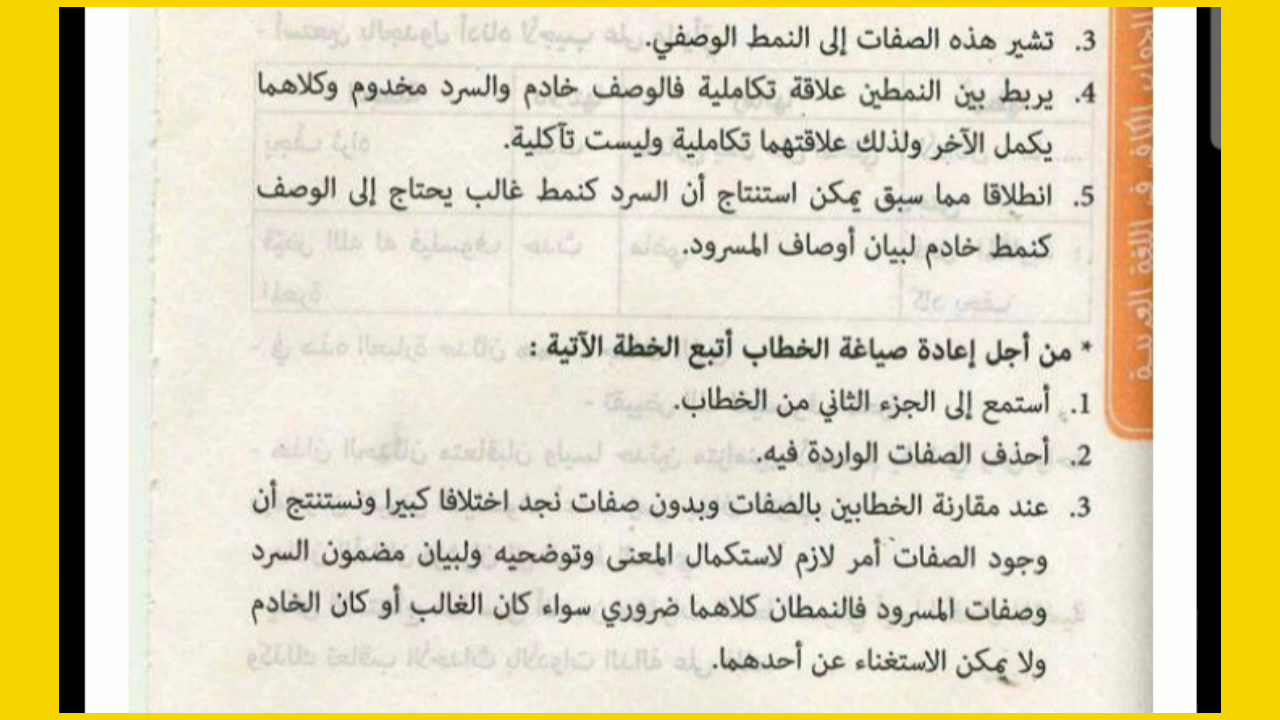 3. تشير هذه الصفات إلى النمط الوصفي.
4. يربط بين النمطين علاقة تكاملية فالوصف خادم والسرد مخدوم وكلاهما
يكمل الآخر ولذلك علاقتهما تكاملية وليست تآكلية.
5. انطلاقا مما سبق يمكن استنتاج أن السرد كنمط غالب يحتاج إلى الوصف
كنمط خادم لبيان أوصاف المسرود.
* من أجل إعادة صياغة الخطاب أتبع الخطة الآتية :
1. أستمع إلى الجزء الثاني من الخطاب.
2. أحذف الصفات الواردة فيه.
3. عند مقارنة الخطابين بالصفات وبدون صفات نجد اختلافا كبيرا ونستنتج أن
وجود الصفات أمر لازم لاستكمال المعنى وتوضحيه ولبيان مضمون السرد
وصفات المسرود فالنمطان كلاهما ضروري سواء كان الغالب أو كان الخادم
ولا يمكن الاستغناء عن أحدهما.
في اللغة العربية